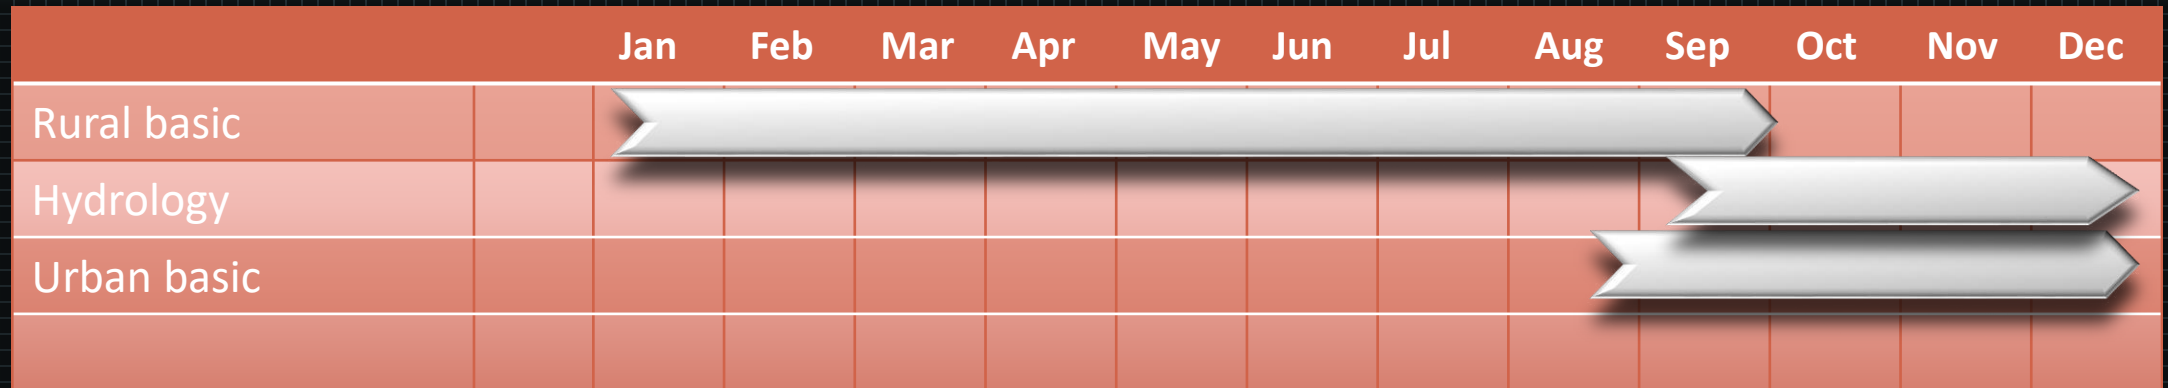 Jan Feb Mar Apr May Jun Jul Aug Sep Oct Nov Dec
Rural basic
Hydrology
Urban basic